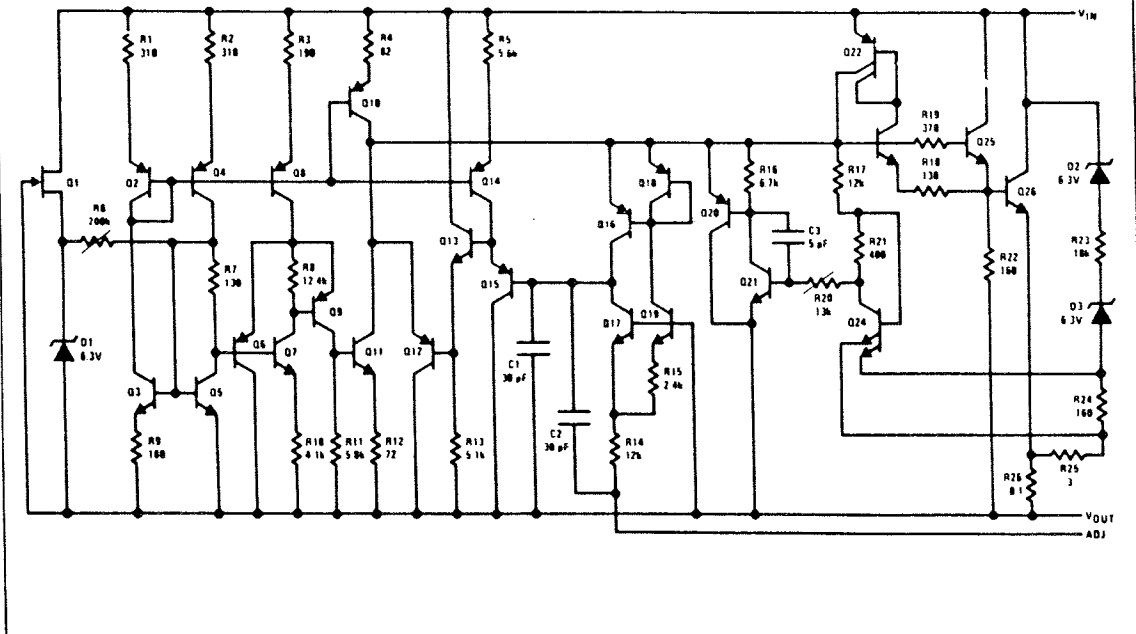 VIN
R1
310
R2
310
R3
190
R4
82
R5
5.6k
Q22
Q10
R19
370
Q25
Q1
Q2
Q4
Q8
Q14
Q18
Q20
R16
6.7k
R17
12k
R18
130
Q26
D2
6.3V
R6
200k
Q13
Q16
C3
5 pF
R21
400
R7
130
R8
12.4k
Q15
Q21
R20
13k
R22
160
R23
18k
Q9
D3
6.3V
D1
6.3V
Q6
Q7
Q11
Q12
Q17
Q19
Q24
C1
30 pF
Q3
Q5
R15
2.4k
R24
160
C2
30 pF
R9
180
R10
4.1k
R11
5.8k
R12
72
R13
5.1k
R14
12k
R26
0.1
R25
3
VOUT
ADJ